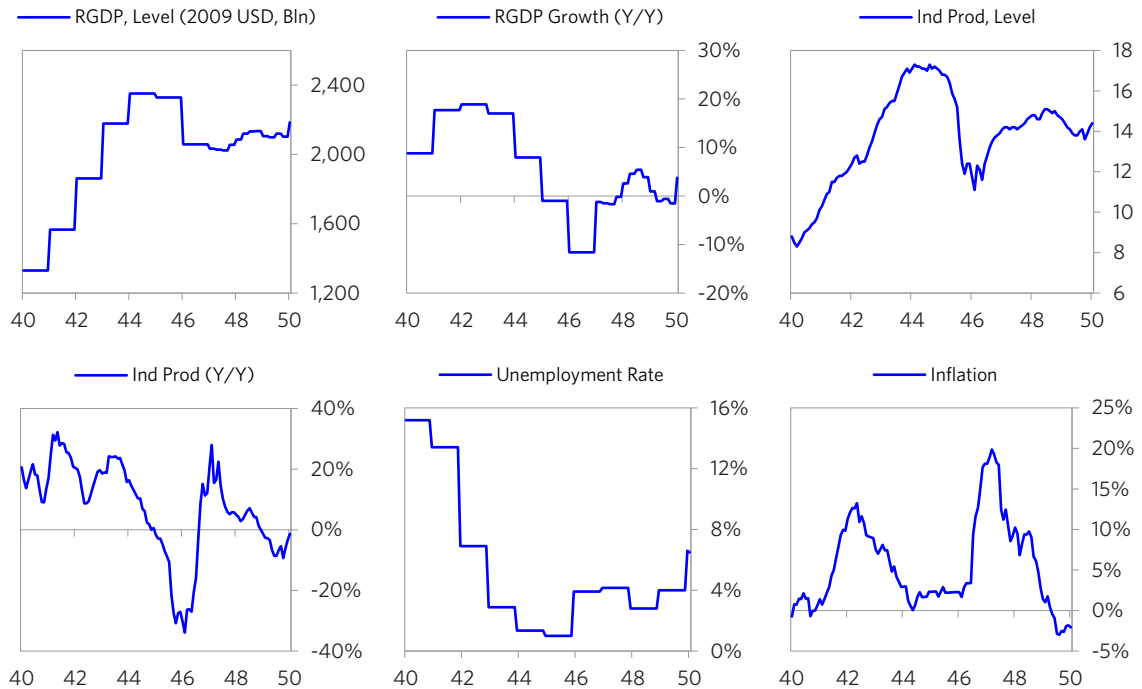 RGDP, Level (2009 USD, Bln)
2,400
2,000
1,600
1,200
40 42 44 46 48 50
RGDP Growth (Y/Y)
30%
20%
10%
0%
-10%
-20%
40 42 44 46 48 50
Ind Prod, Level
18
16
14
12
10
8
6
40 42 44 46 48 50
Ind Prod (Y/Y)
40%
20%
0%
-20%
-40%
40 42 44 46 48 50
Unemployment Rate
16%
12%
8%
4%
0%
40 42 44 46 48 50
Inflation
25%
20%
15%
10%
5%
0%
-5%
40 42 44 46 48 50